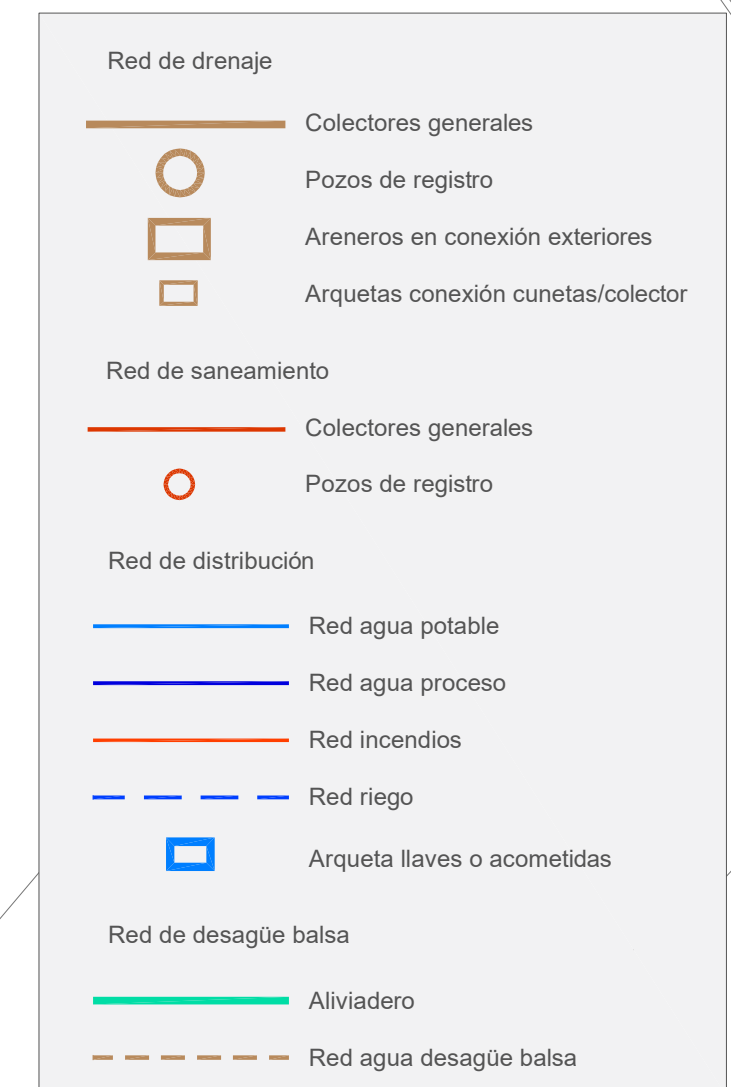 Red de drenaje
Colectores generales
Pozos de registro
Areneros en conexión exteriores
Arquetas conexión cunetas/colector
Red de saneamiento
Colectores generales
Pozos de registro
Red de distribución
Red agua potable
Red agua proceso
Red incendios
Red riego
Arqueta llaves o acometidas
Red de desagüe balsa
Aliviadero
Red agua desagüe balsa